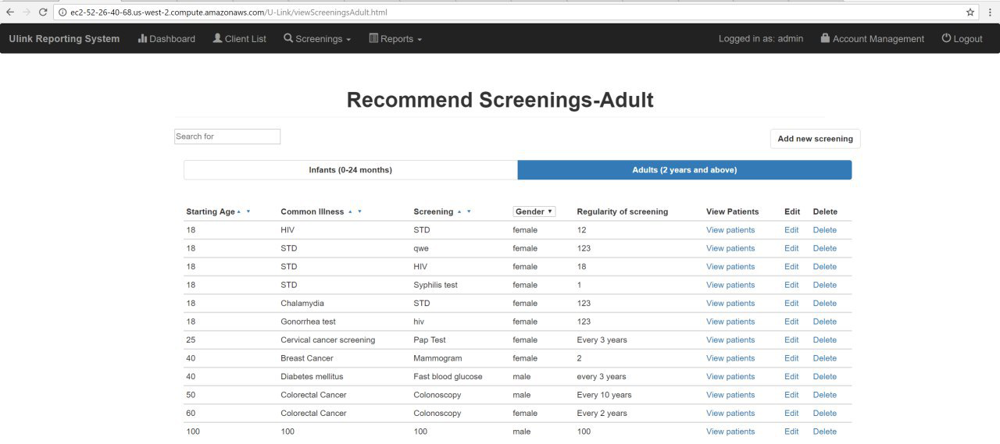 ec2-52-26-40-68.us-west-2.compute.amazonaws.com/U-Link/viewScreeningsAdult.html
Ulink Reporting System Dashboard Client List Screenings Reports Logged in as: admin Account Management Logout
Recommend Screenings-Adult
Search for Add new screening
Infants (0-24 months) Adults (2 years and above)
Starting Age Common Illness Screening Gender Regularity of screening View Patients Edit Delete
18 HIV STD female 12 View patients Edit Delete
18 STD qwe female 123 View patients Edit Delete
18 STD HIV female 18 View patients Edit Delete
18 STD Syphilis test female 1 View patients Edit Delete
18 Chalamydia STD female 123 View patients Edit Delete
18 Gonorrhea test hiv female 123 View patients Edit Delete
25 Cervical cancer screening Pap Test female Every 3 years View patients Edit Delete
40 Breast Cancer Mammogram female 2 View patients Edit Delete
40 Diabetes mellitus Fast blood glucose male every 3 years View patients Edit Delete
50 Colorectal Cancer Colonoscopy male Every 10 years View patients Edit Delete
60 Colorectal Cancer Colonoscopy female Every 2 years View patients Edit Delete
100 100 100 male 100 View patients Edit Delete